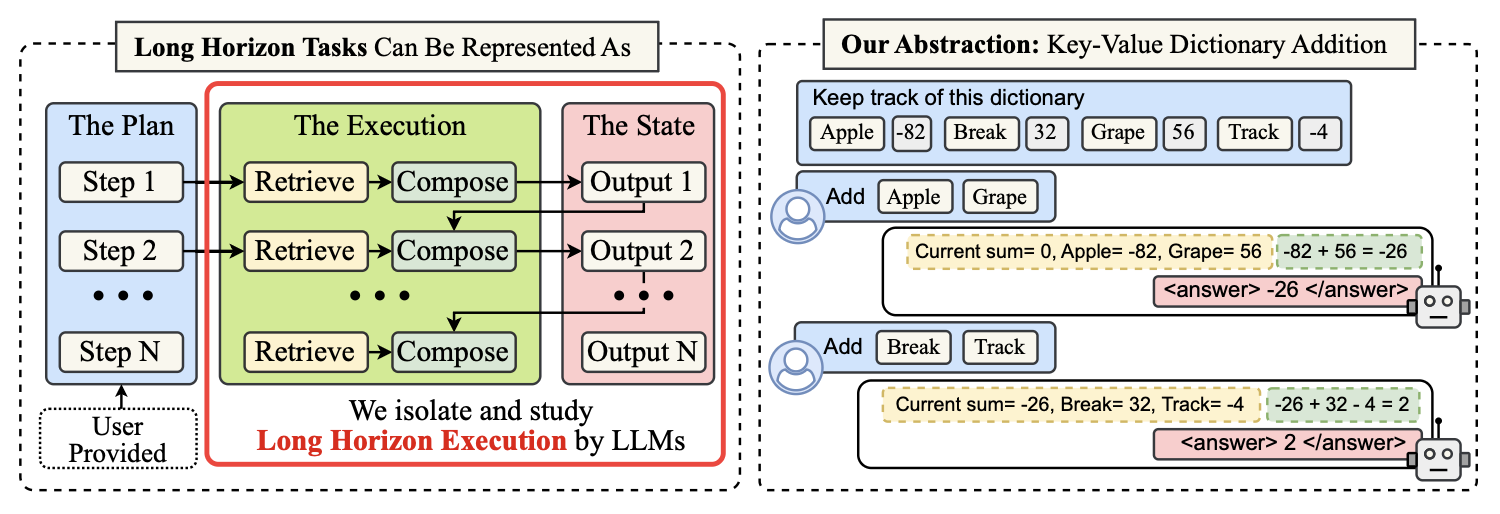 Long Horizon Tasks Can Be Represented As
The Plan
The Execution
The State
Step 1
Retrieve
Compose
Output 1
Step 2
Retrieve
Compose
Output 2
• • •
• • •
• • •
Step N
Retrieve
Compose
Output N
User
Provided
We isolate and study
Long Horizon Execution by LLMs
Our Abstraction: Key-Value Dictionary Addition
Keep track of this dictionary
Apple -82 Break 32 Grape 56 Track -4
Add Apple Grape
Current sum= 0, Apple= -82, Grape= 56 -82 + 56 = -26
<answer> -26 </answer>
Add Break Track
Current sum= -26, Break= 32, Track= -4 -26 + 32 - 4 = 2
<answer> 2 </answer>